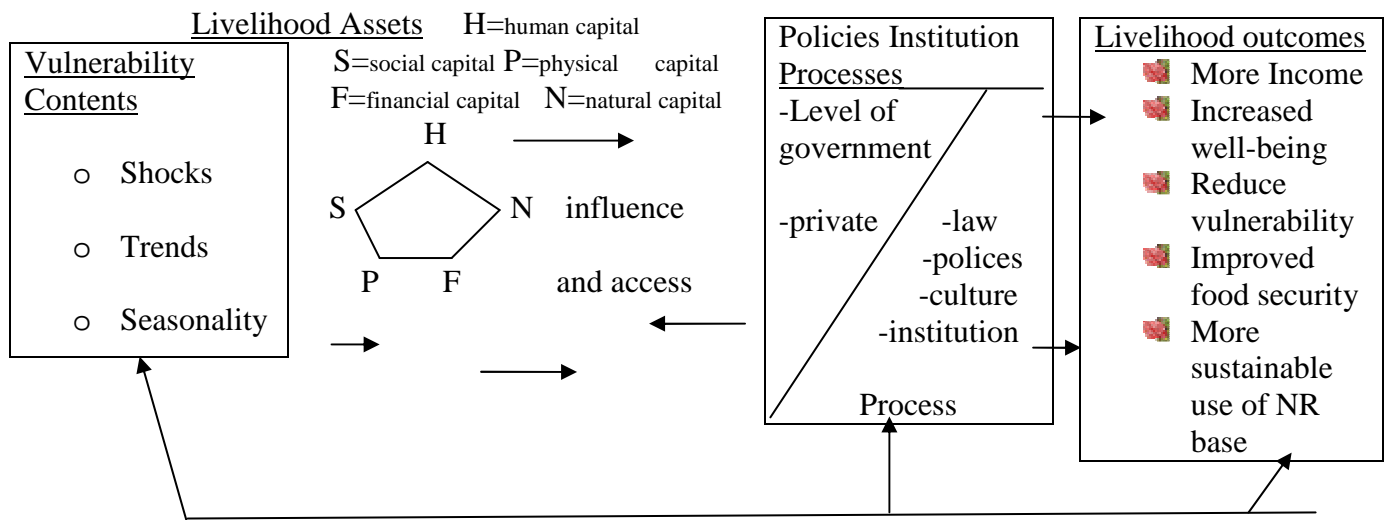 Livelihood Assets H=human capital
S=social capital P=physical capital
F=financial capital N=natural capital
Vulnerability
Contents
o Shocks
o Trends
o Seasonality
H
S
N
P
F
influence
and access
Policies Institution
Processes
-Level of
government
-private
-law
-polices
-culture
-institution
Process
Livelihood outcomes
More Income
Increased
well-being
Reduce
vulnerability
Improved
food security
More
sustainable
use of NR
base